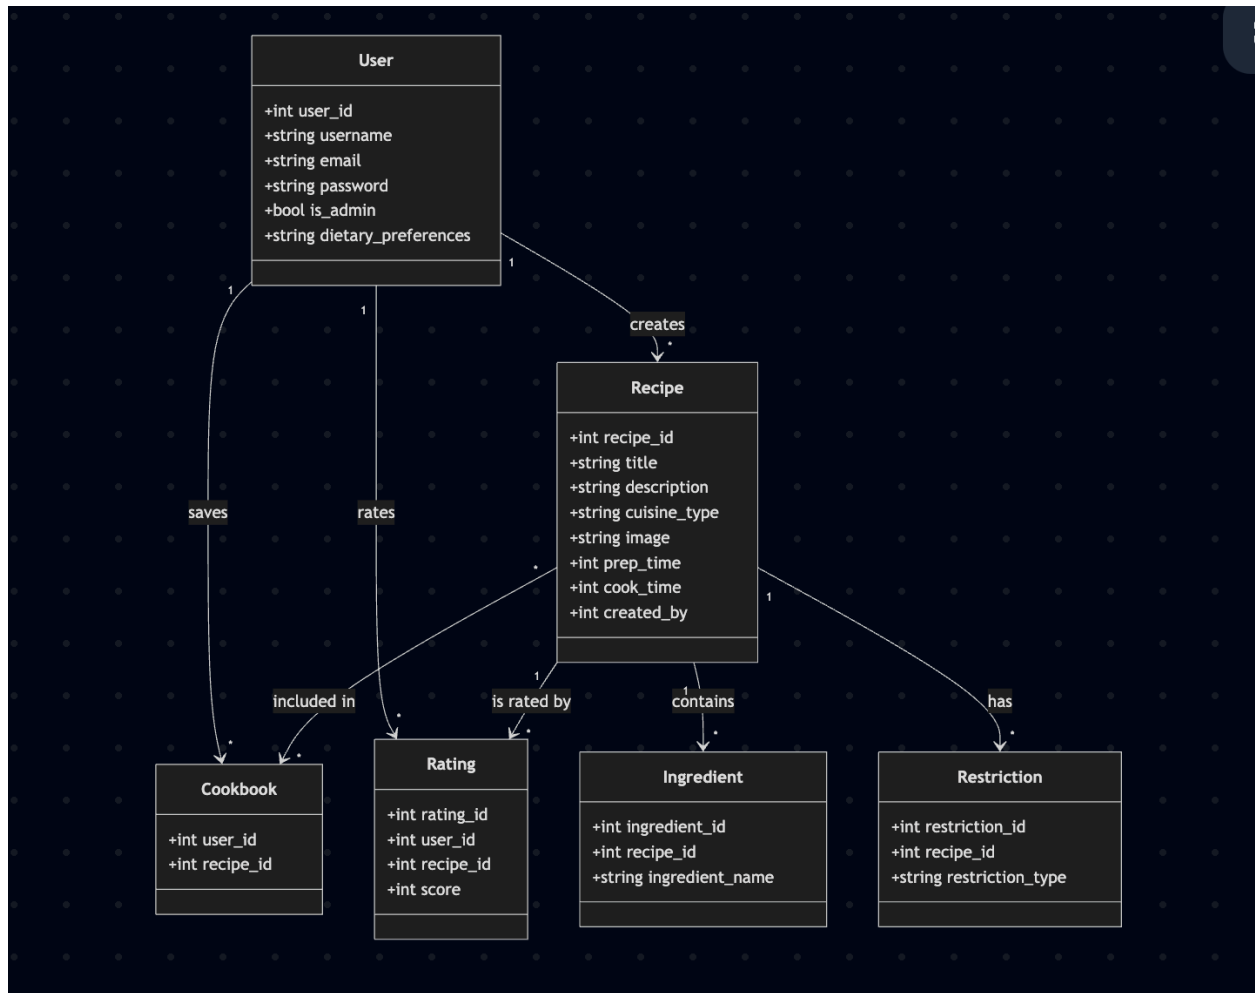 User
+int user_id
+string username
+string email
+string password
+bool is_admin
+string dietary_preferences
1
1
1
creates
*
Recipe
+int recipe_id
+string title
+string description
+string cuisine_type
+string image
+int prep_time
+int cook_time
+int created_by
saves
rates
*
1
included in
1
is rated by
1
contains
has
*
*
*
*
*
*
Cookbook
+int user_id
+int recipe_id
Rating
+int rating_id
+int user_id
+int recipe_id
+int score
Ingredient
+int ingredient_id
+int recipe_id
+string ingredient_name
Restriction
+int restriction_id
+int recipe_id
+string restriction_type